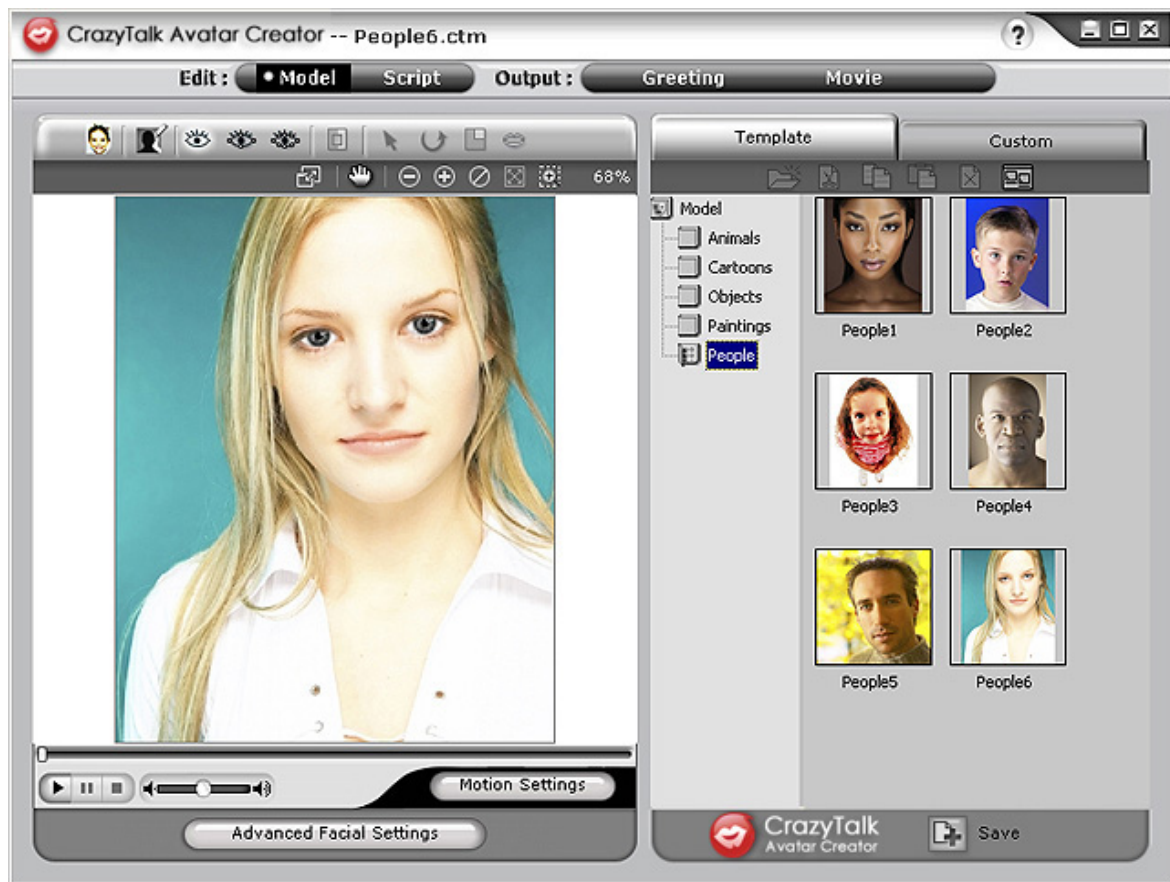 CrazyTalk Avatar Creator -- People6.ctm
?
Edit : Model Script Output : Greeting Movie
Template Custom
68%
Model
Animals
Cartoons
Objects
Paintings
People
People1 People2
People3 People4
People5 People6
Motion Settings
Advanced Facial Settings
CrazyTalk
Avatar Creator
Save